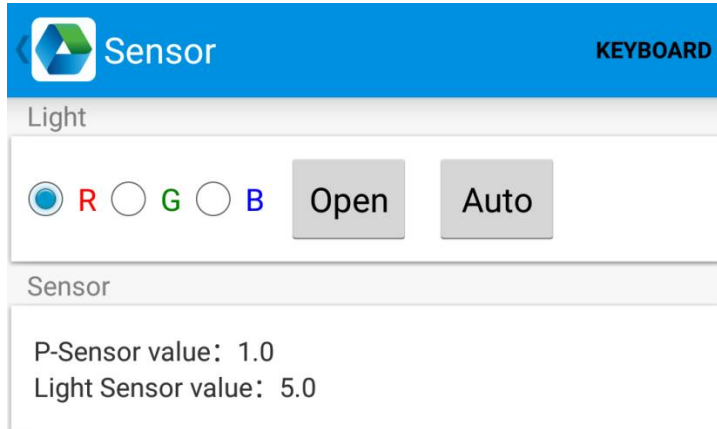 Sensor
KEYBOARD
Light
R G B Open Auto
Sensor
P-Sensor value：1.0
Light Sensor value：5.0